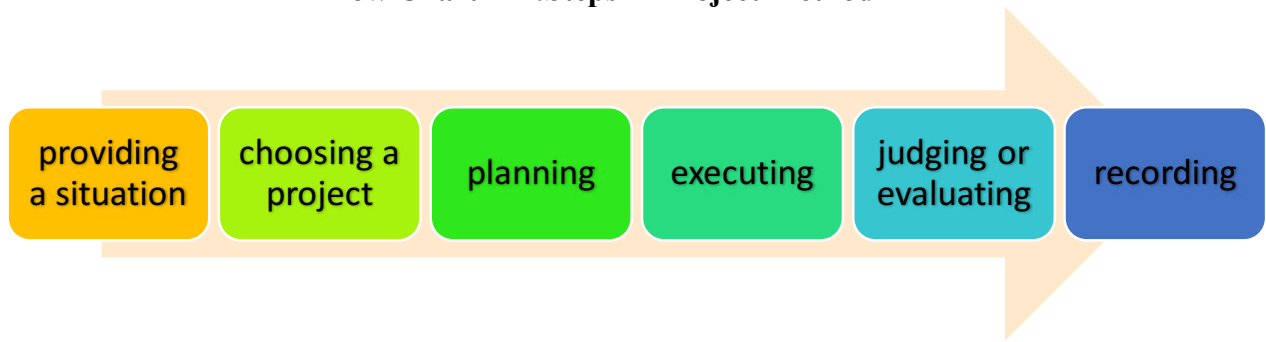 providing
a situation
choosing a
project
planning
executing
judging or
evaluating
recording